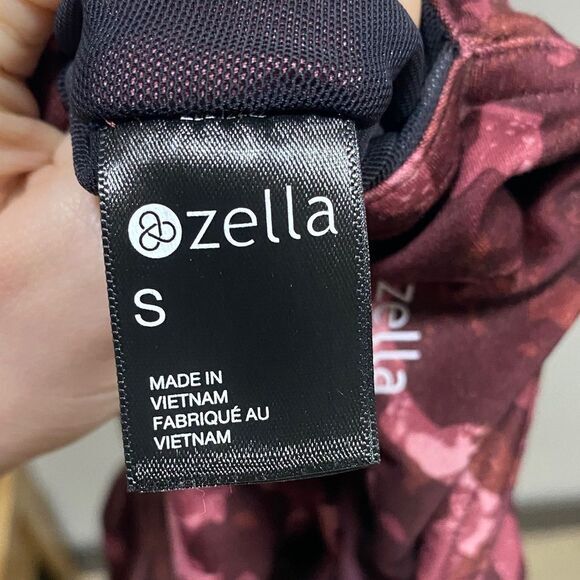 zella
S
MADE IN
VIETNAM
FABRIQUÉ AU
VIETNAM
zella